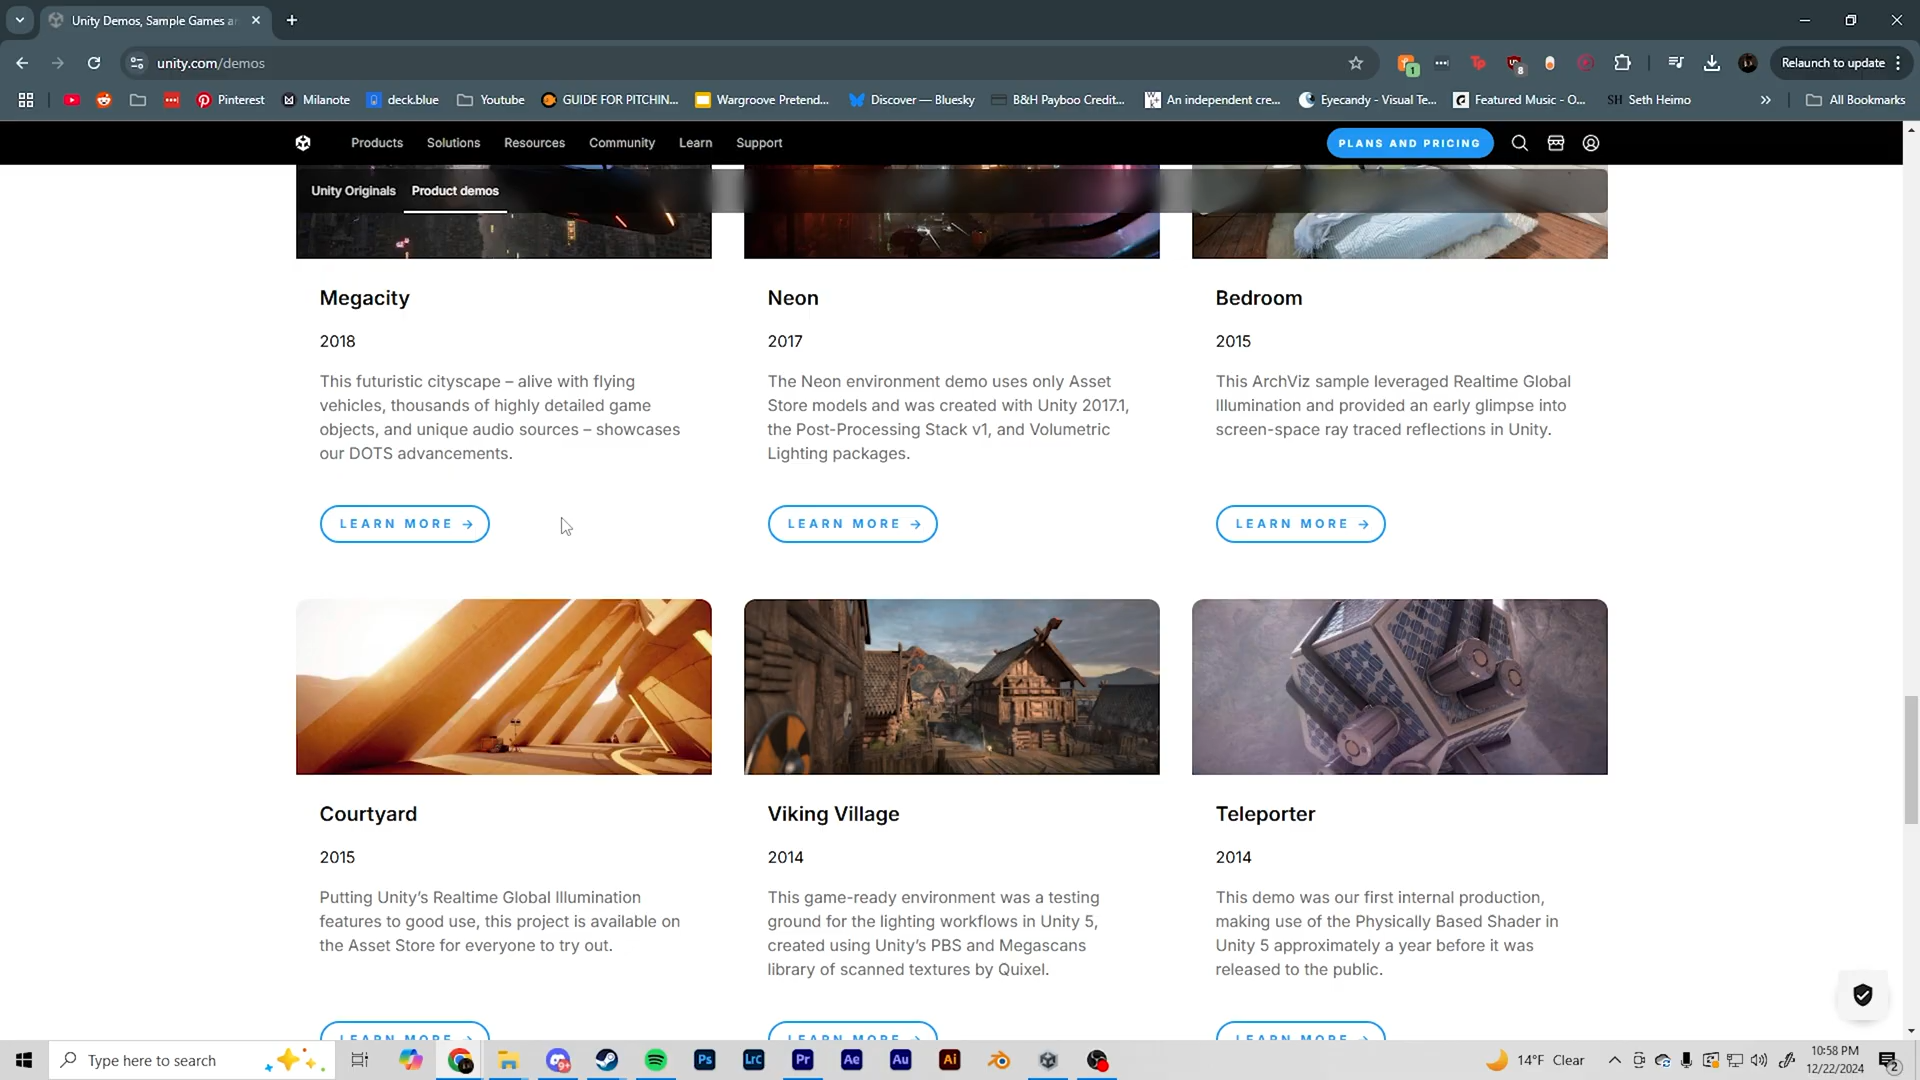 Unity Demos, Sample Games a
unity.com/demos
1
8
Relaunch to update
Pinterest
Milanote
deck.blue
Youtube
GUIDE FOR PITCHIN...
Wargroove Pretend...
Discover — Bluesky
B&H Payboo Credit...
An independent cre...
Eyecandy - Visual Te...
Featured Music - O...
SH Seth Heimo
All Bookmarks
Products
Solutions
Resources
Community
Learn
Support
PLANS AND PRICING
Unity Originals
Product demos
Megacity
2018
This futuristic cityscape – alive with flying
vehicles, thousands of highly detailed game
objects, and unique audio sources – showcases
our DOTS advancements.
LEARN MORE →
Neon
2017
The Neon environment demo uses only Asset
Store models and was created with Unity 2017.1,
the Post-Processing Stack v1, and Volumetric
Lighting packages.
LEARN MORE →
Bedroom
2015
This ArchViz sample leveraged Realtime Global
Illumination and provided an early glimpse into
screen-space ray traced reflections in Unity.
LEARN MORE →
Courtyard
2015
Putting Unity's Realtime Global Illumination
features to good use, this project is available on
the Asset Store for everyone to try out.
LEARN MORE
Viking Village
2014
This game-ready environment was a testing
ground for the lighting workflows in Unity 5,
created using Unity's PBS and Megascans
library of scanned textures by Quixel.
LEARN MORE
Teleporter
2014
This demo was our first internal production,
making use of the Physically Based Shader in
Unity 5 approximately a year before it was
released to the public.
LEARN MORE
Type here to search
9+
Ps
LrC
Pr
Ae
Au
Ai
14°F Clear
10:58 PM
12/22/2024
2